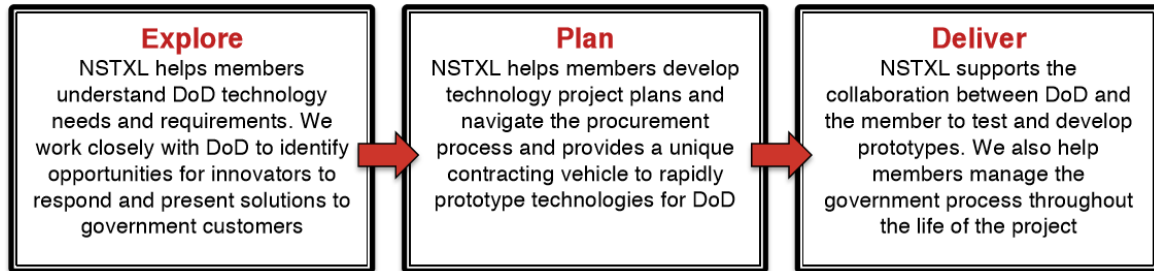 Explore
NSTXL helps members
understand DoD technology
needs and requirements. We
work closely with DoD to identify
opportunities for innovators to
respond and present solutions to
government customers
Plan
NSTXL helps members develop
technology project plans and
navigate the procurement
process and provides a unique
contracting vehicle to rapidly
prototype technologies for DoD
Deliver
NSTXL supports the
collaboration between DoD and
the member to test and develop
prototypes. We also help
members manage the
government process throughout
the life of the project